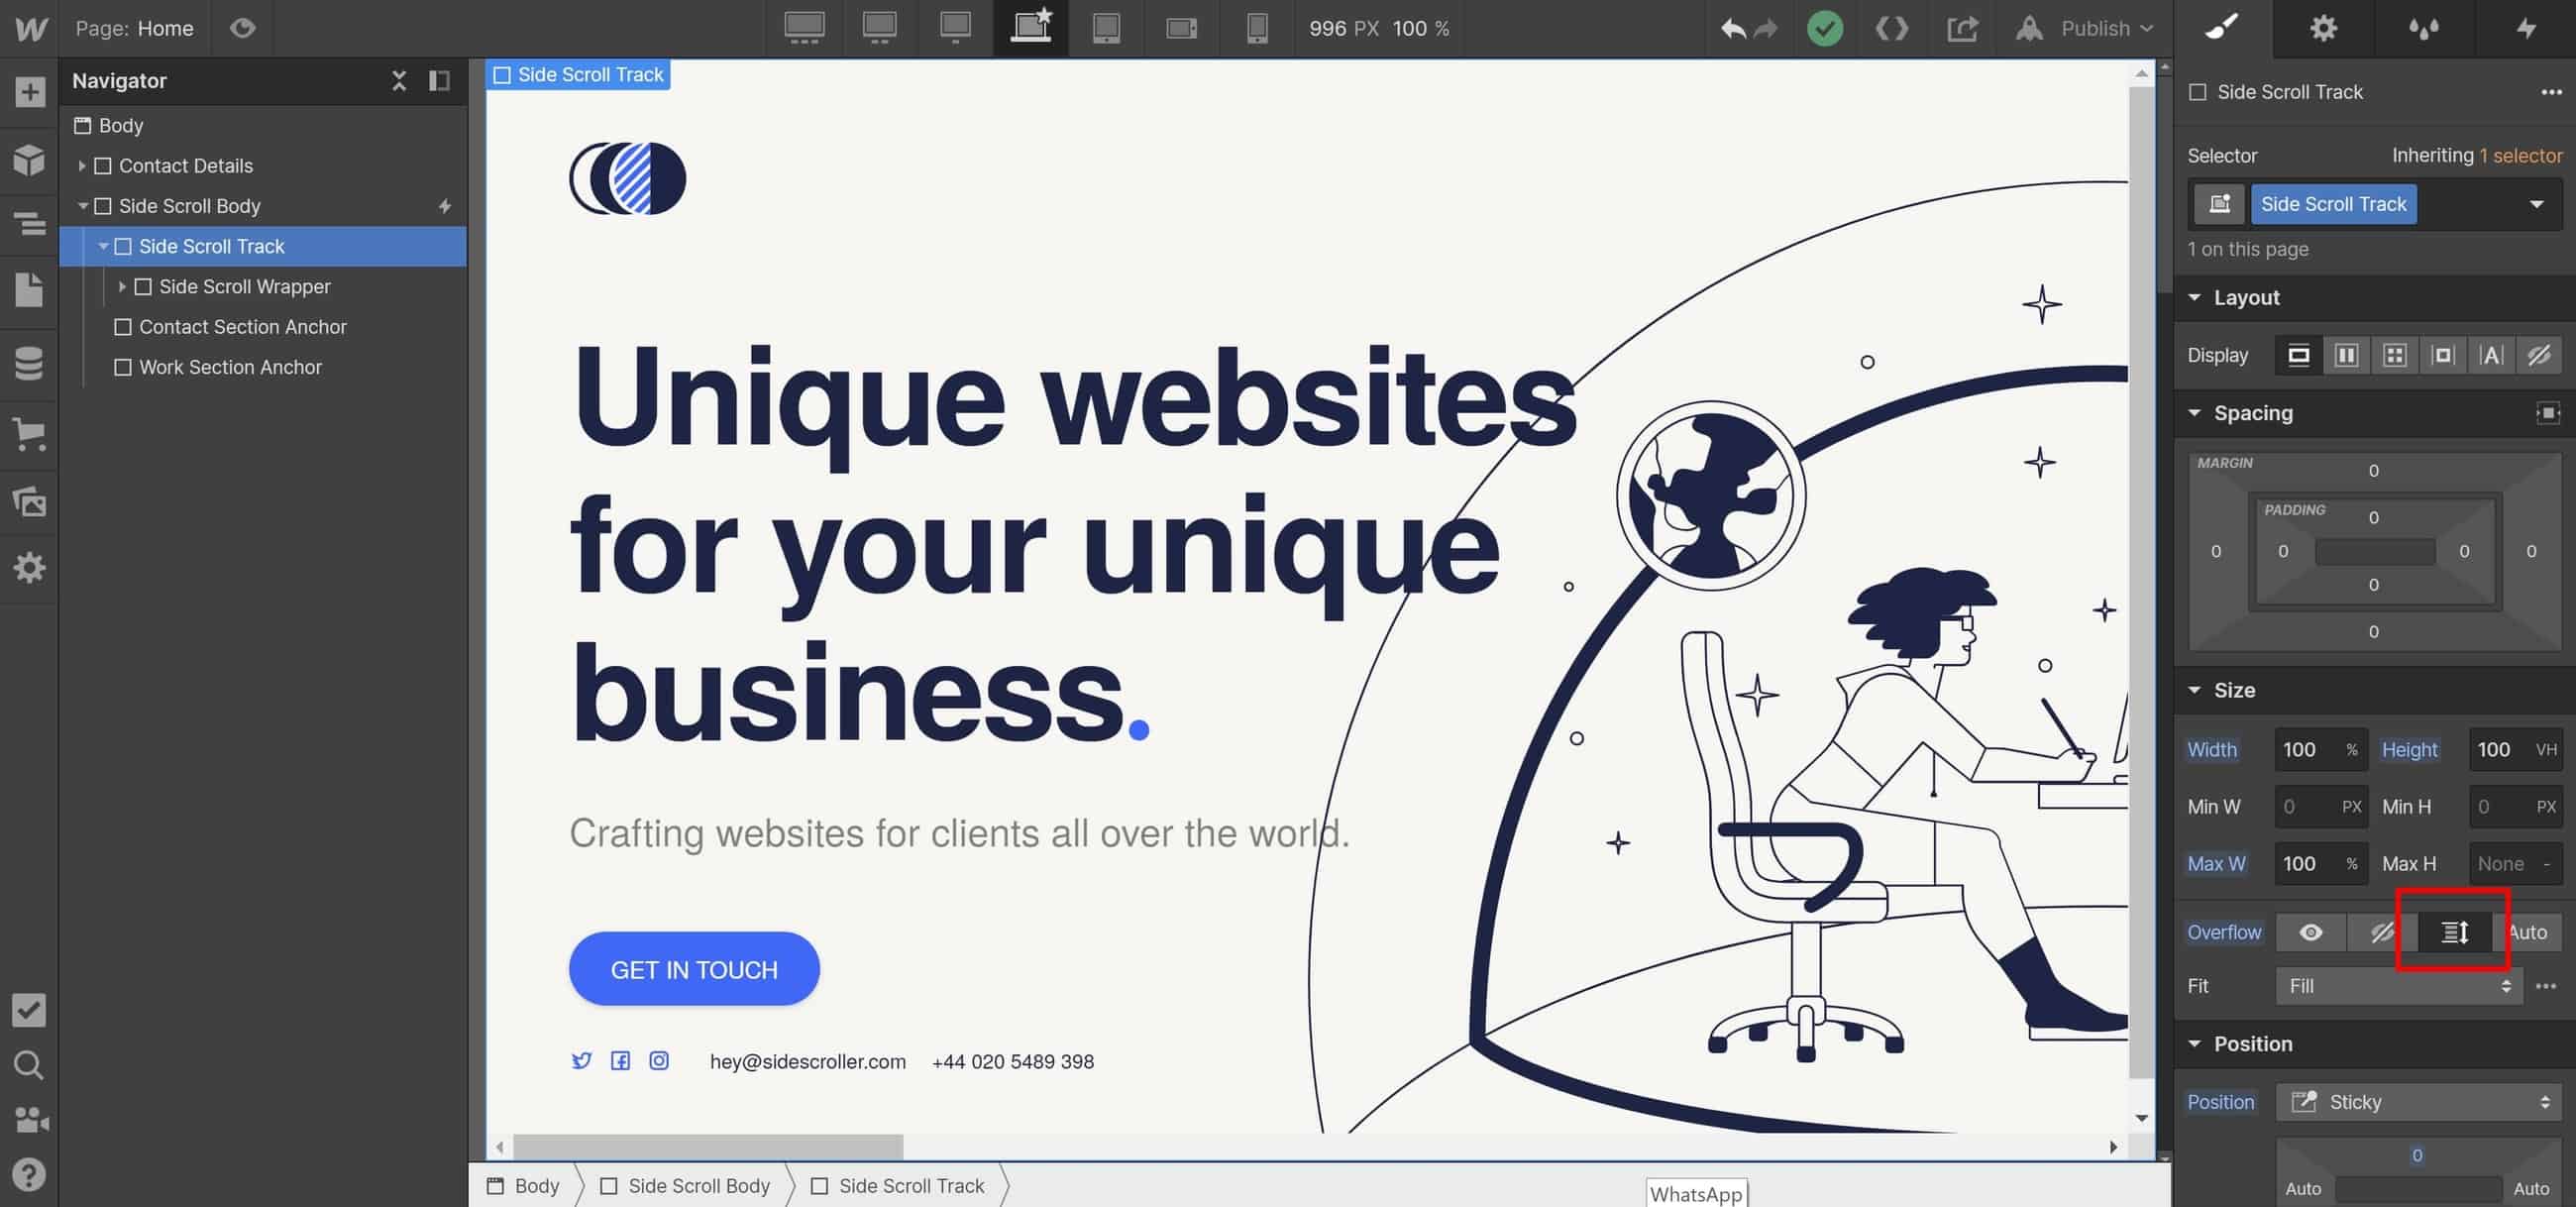 Page: Home
996 PX 100 %
Publish
Navigator
Body
Contact Details
Side Scroll Body
Side Scroll Track
Side Scroll Wrapper
Contact Section Anchor
Work Section Anchor
Side Scroll Track
Unique websites
for your unique
business.
Crafting websites for clients all over the world.
GET IN TOUCH
hey@sidescroller.com +44 020 5489 398
Body
Side Scroll Body
Side Scroll Track
WhatsApp
Side Scroll Track
Selector
Inheriting 1 selector
Side Scroll Track
1 on this page
Layout
Display
Spacing
MARGIN
0
PADDING
0
0 0 0 0
0
0
Size
Width 100 % Height 100 VH
Min W 0 PX Min H 0 PX
Max W 100 % Max H None -
Overflow Auto
Fit Fill
Position
Position Sticky
0
Auto Auto